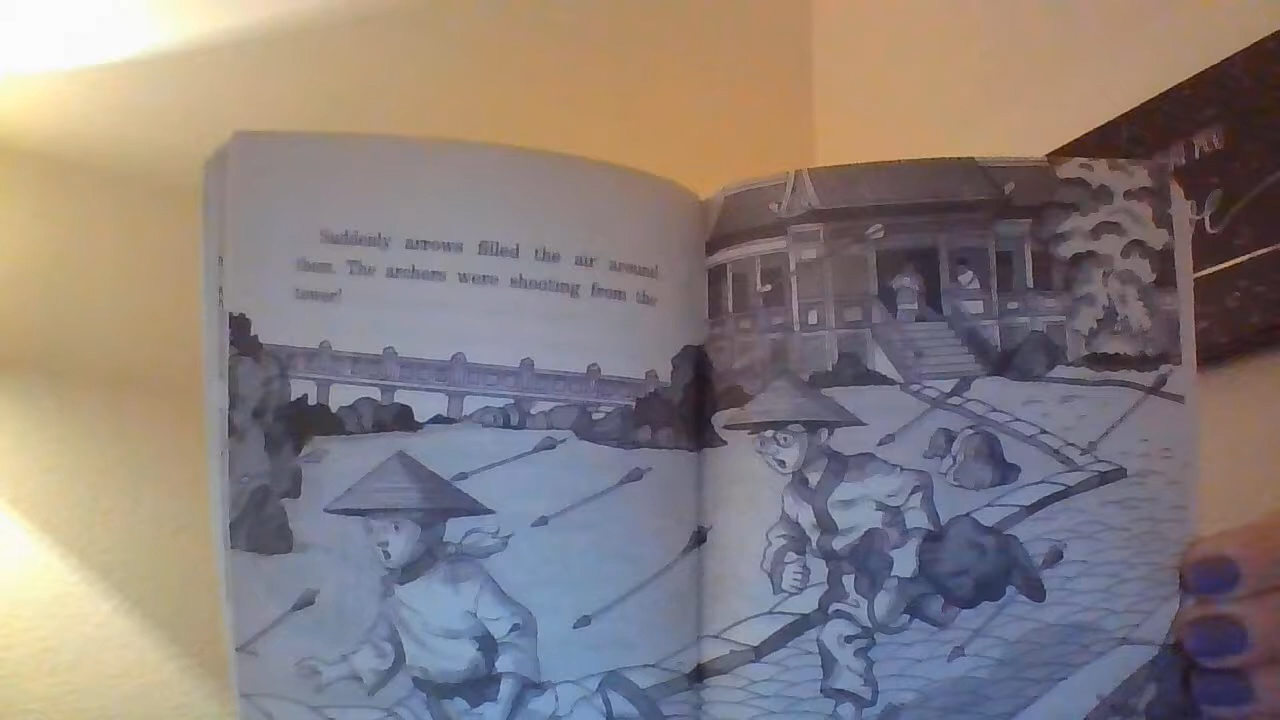 Suddenly arrows filled the air around
them. The archers were shooting from the
tower!